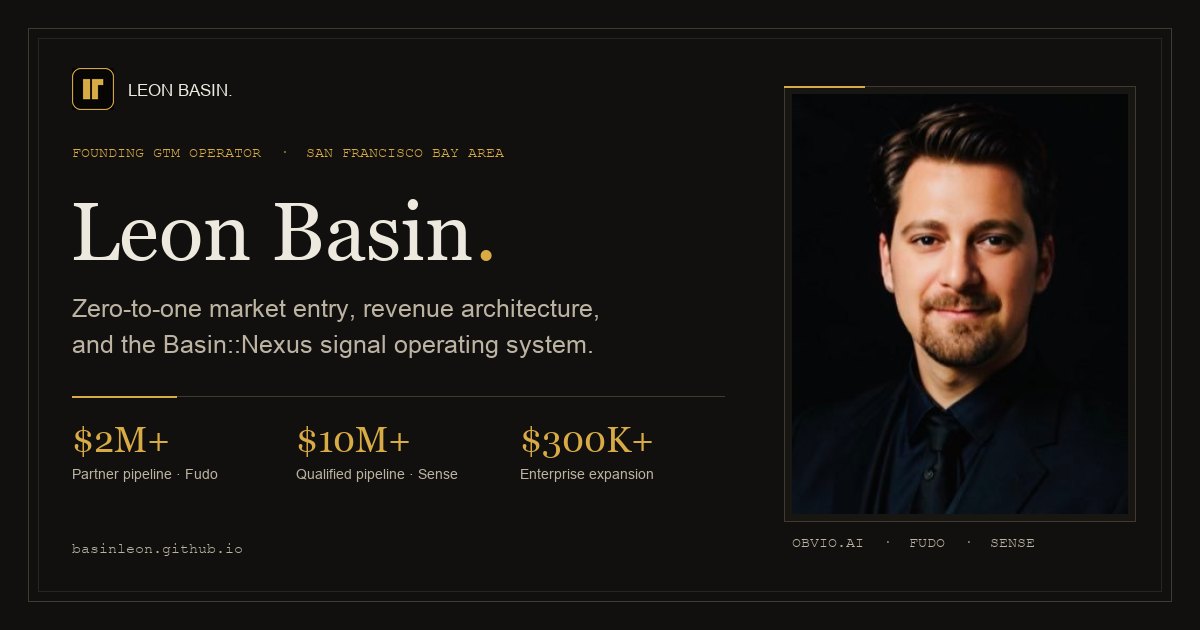 LEON BASIN.
FOUNDING GTM OPERATOR · SAN FRANCISCO BAY AREA
Leon Basin.
Zero-to-one market entry, revenue architecture,
and the Basin::Nexus signal operating system.
$2M+
Partner pipeline · Fudo
$10M+
Qualified pipeline · Sense
$300K+
Enterprise expansion
basinleon.github.io
OBVIO.AI · FUDO · SENSE